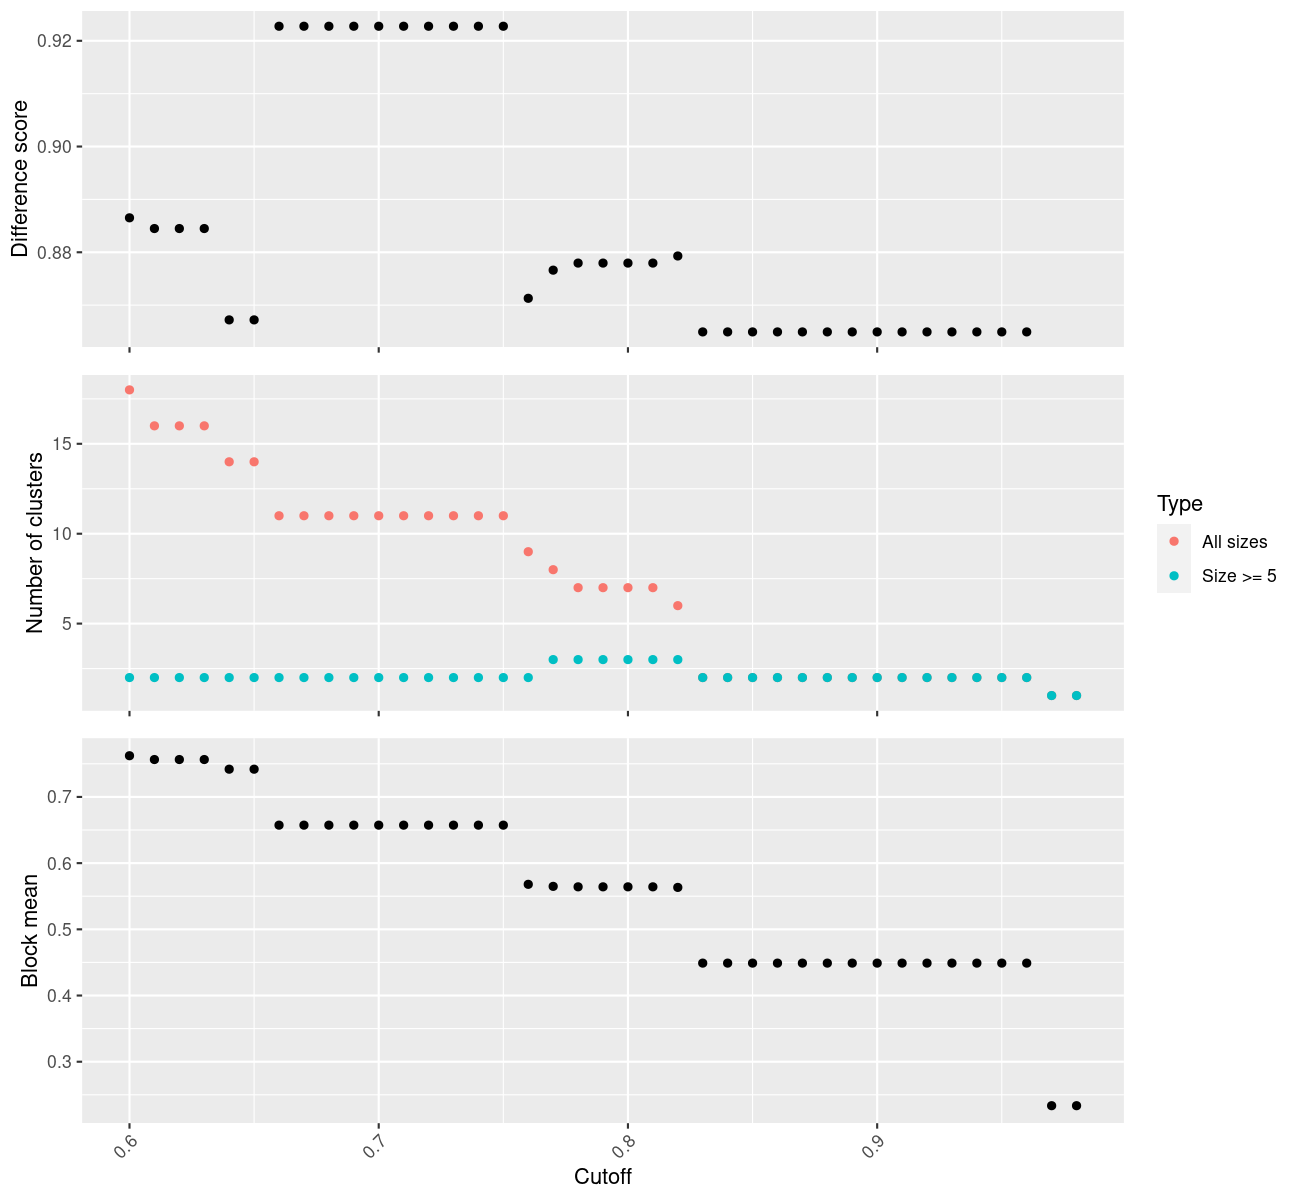 Difference score
0.92
0.90
0.88
Number of clusters
15
10
5
Type
All sizes
Size >= 5
Block mean
0.7
0.6
0.5
0.4
0.3
0.6
0.7
0.8
0.9
Cutoff